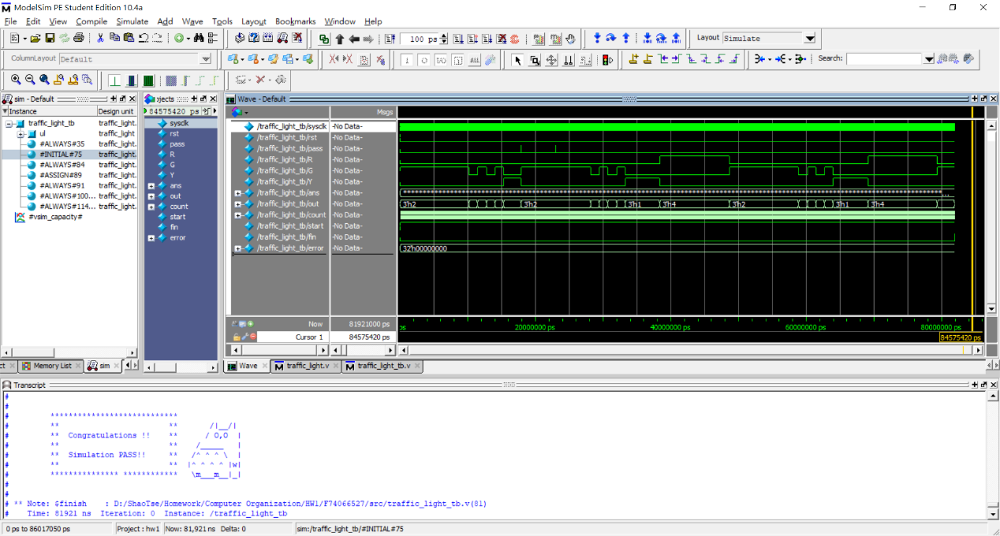 ModelSim PE Student Edition 10.4a
File Edit View Compile Simulate Add Wave Tools Layout Bookmarks Window Help
100 ps
Layout Simulate
ColumnLayout Default
ALL
Search:
sim - Default
Instance Design unit
traffic_light_tb traffic_light.
ul traffic_light
#ALWAYS#35 traffic_light.
#INITIAL#75 traffic_light.
#ALWAYS#84 traffic_light.
#ASSIGN#89 traffic_light.
#ALWAYS#91 traffic_light.
#ALWAYS#100... traffic_light.
#ALWAYS#114... traffic_light.
#vsim_capacity#
jects
84575420 ps
sysclk
rst
pass
R
G
Y
ans
out
count
start
fin
error
Wave - Default
Msgs
/traffic_light_tb/sysclk -No Data-
/traffic_light_tb/rst -No Data-
/traffic_light_tb/pass -No Data-
/traffic_light_tb/R -No Data-
/traffic_light_tb/G -No Data-
/traffic_light_tb/Y -No Data-
/traffic_light_tb/ans -No Data-
/traffic_light_tb/out -No Data- 3'h2 3'h2 3'h1 3'h4 3'h2 3'h1 3'h4
/traffic_light_tb/count -No Data-
/traffic_light_tb/start -No Data-
/traffic_light_tb/fin -No Data-
/traffic_light_tb/error -No Data- 32'h00000000
Now 81921000 ps
ps 20000000 ps 40000000 ps 60000000 ps 80000000 ps
Cursor 1 84575420 ps
84575420 ps
ct Memory List sim
Wave traffic_light.v traffic_light_tb.v
Transcript
#
#
# ****************************
# ** ** /|__/|
# ** Congratulations !! ** / O,O |
# ** ** /_____ |
# ** Simulation PASS!! ** /^ ^ ^ \ |
# ** ** |^ ^ ^ ^ |w|
# *************** ************ \m___m__|_|
#
#
# ** Note: $finish : D:/ShaoTse/Homework/Computer Organization/HW1/F74066527/src/traffic_light_tb.v(81)
# Time: 81921 ns Iteration: 0 Instance: /traffic_light_tb
0 ps to 86017050 ps Project : hw1 Now: 81,921 ns Delta: 0 sim:/traffic_light_tb/#INITIAL#75